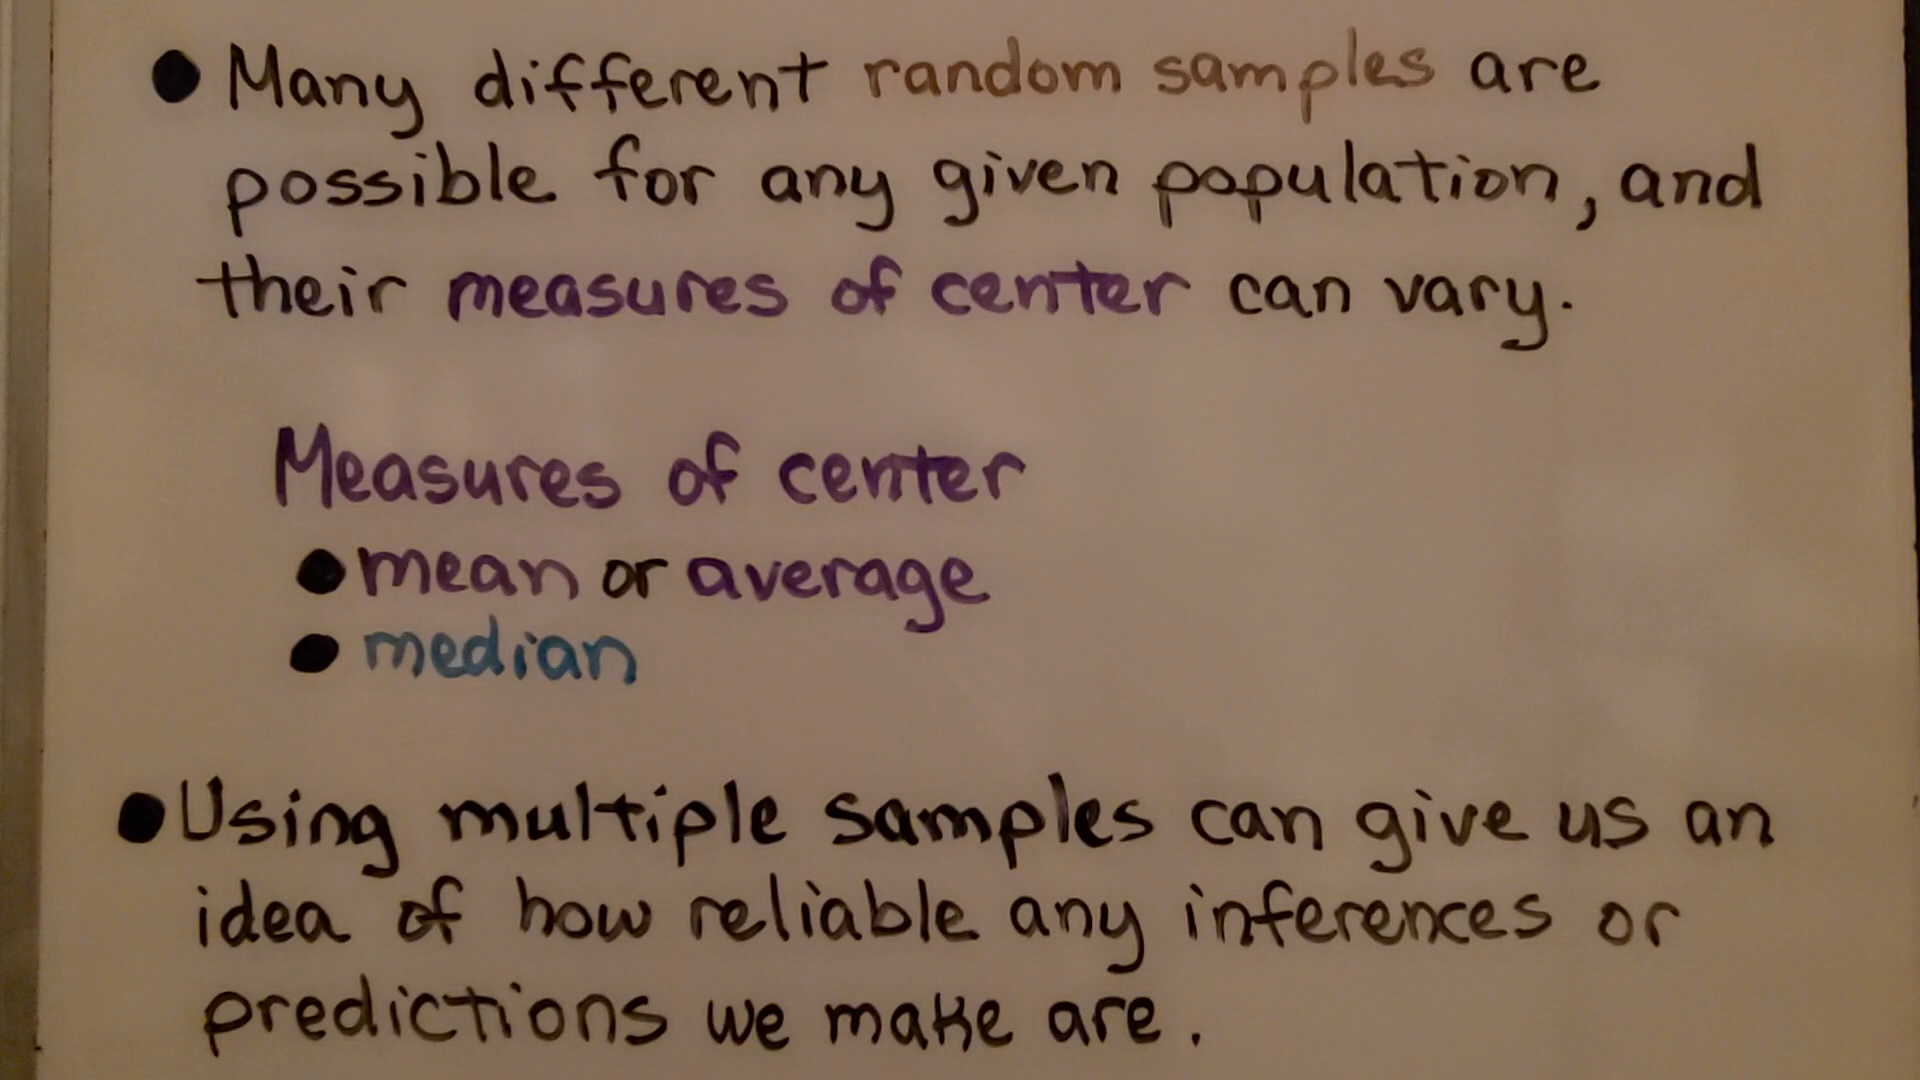 ● Many different random samples are
possible for any given population, and
their measures of center can vary.
Measures of center
● mean or average
● median
● Using multiple samples can give us an
idea of how reliable any inferences or
predictions we make are.